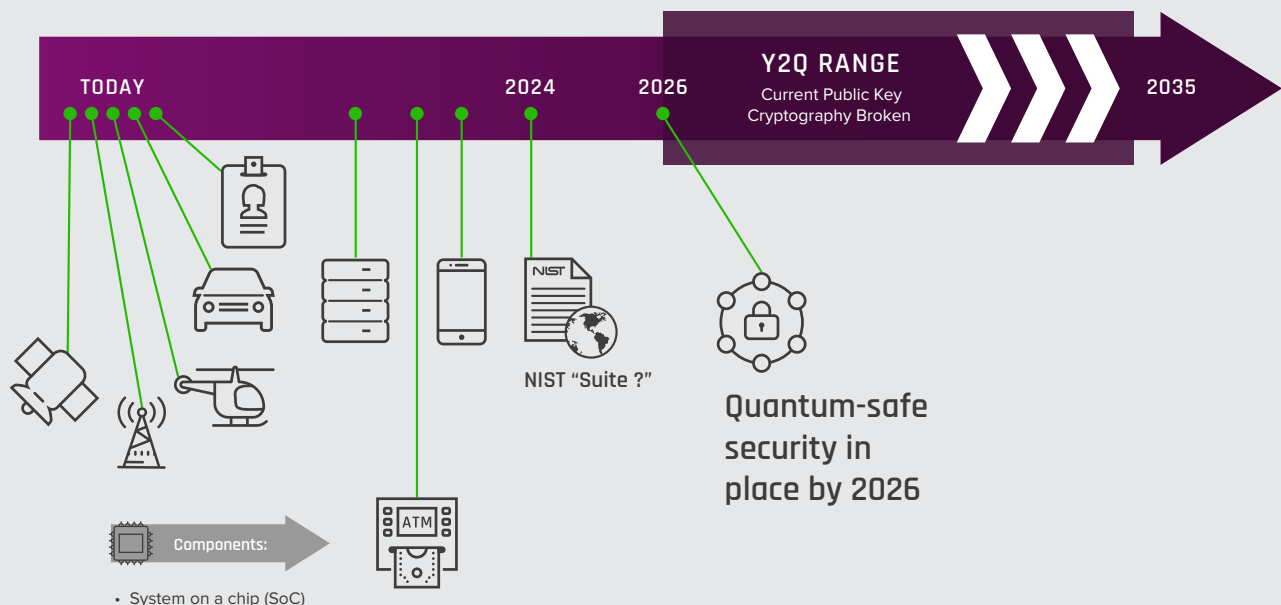 TODAY
2024
2026
Y2Q RANGE
Current Public Key
Cryptography Broken
2035
NIST
NIST “Suite ?”
Quantum-safe
security in
place by 2026
ATM
Components:
• System on a chip (SoC)